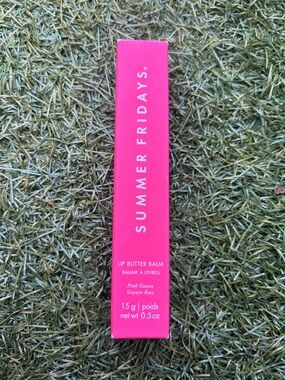 SUMMER FRIDAYS®
LIP BUTTER BALM
BAUME À LÈVRES
Pink Guava
Goyave Rose
15 g | poids
net wt 0.5 oz